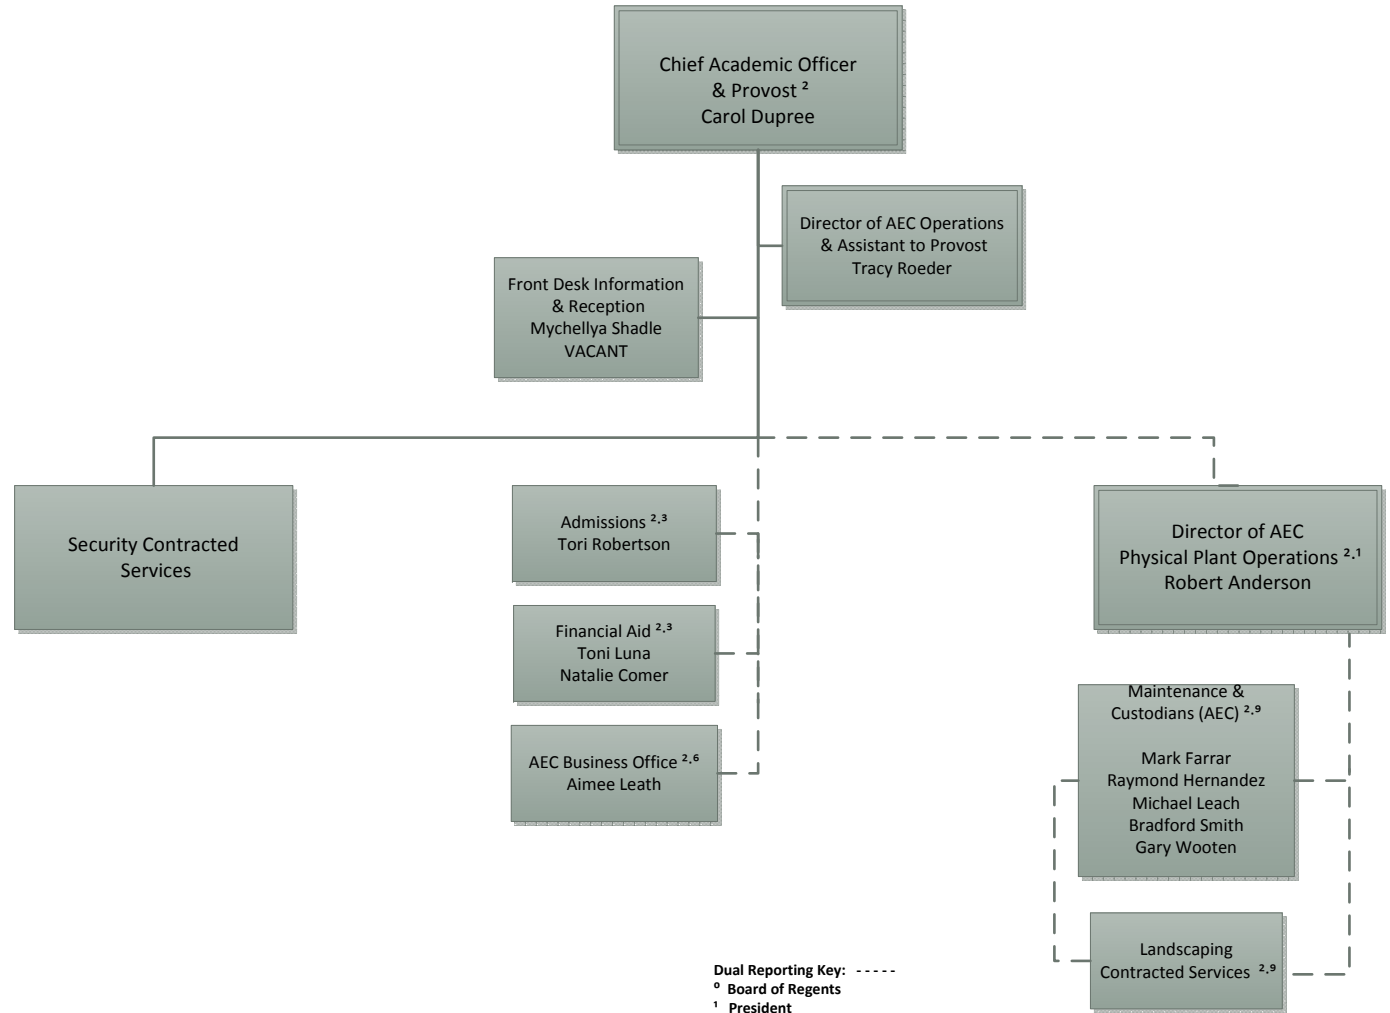 Chief Academic Officer
& Provost ²
Carol Dupree
Director of AEC Operations
& Assistant to Provost
Tracy Roeder
Front Desk Information
& Reception
Mychellya Shadle
VACANT
Security Contracted
Services
Admissions ²·³
Tori Robertson
Financial Aid ²·³
Toni Luna
Natalie Comer
AEC Business Office ²·⁶
Aimee Leath
Director of AEC
Physical Plant Operations ²·¹
Robert Anderson
Maintenance &
Custodians (AEC) ²·⁹
Mark Farrar
Raymond Hernandez
Michael Leach
Bradford Smith
Gary Wooten
Landscaping
Contracted Services ²·⁹
Dual Reporting Key: - - - - -
⁰ Board of Regents
¹ President